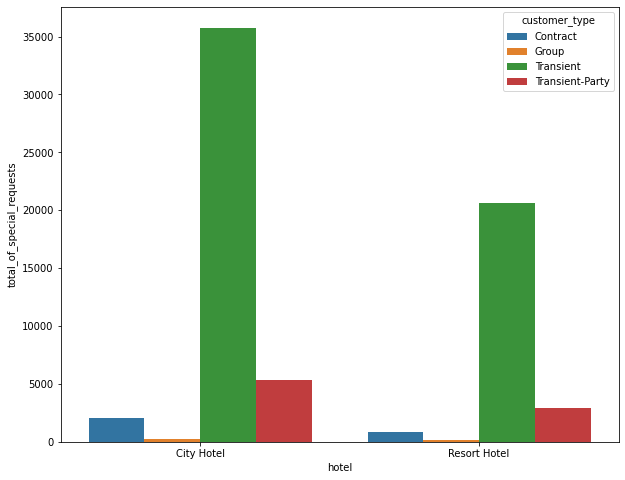 customer_type
Contract
Group
Transient
Transient-Party
total_of_special_requests
35000
30000
25000
20000
15000
10000
5000
0
City Hotel
Resort Hotel
hotel